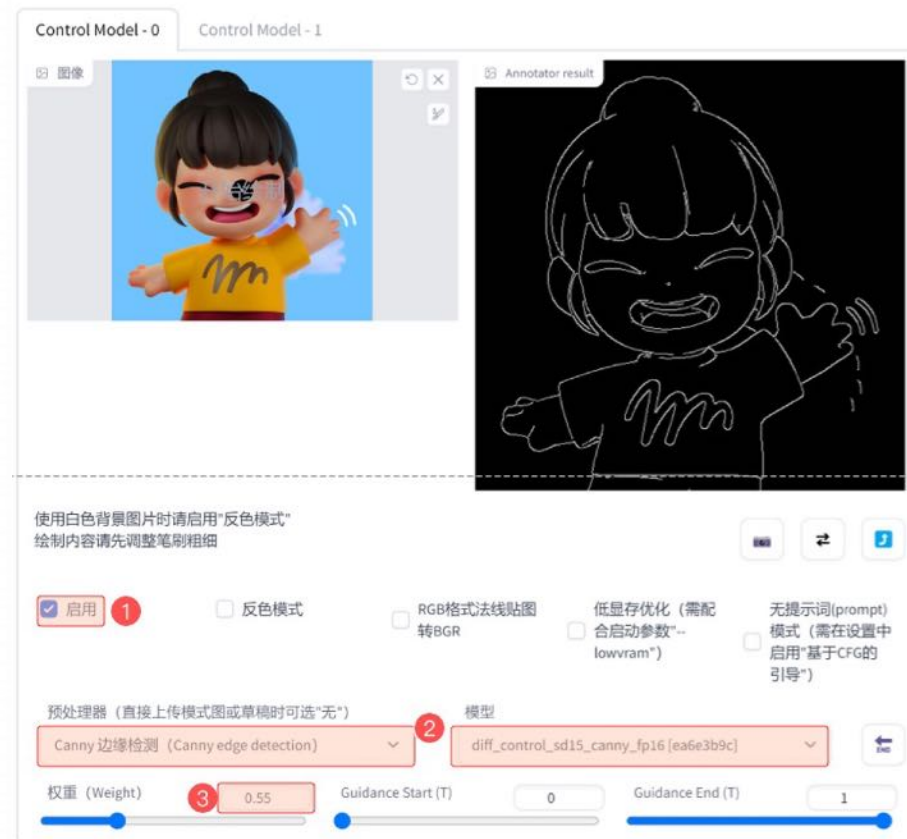 Control Model - 0
Control Model - 1
图像
Annotator result
使用白色背景图片时请启用"反色模式"
绘制内容请先调整笔刷粗细
启用
1
反色模式
RGB格式法线贴图
转BGR
低显存优化（需配
合启动参数"--
lowvram"）
无提示词(prompt)
模式（需在设置中
启用"基于CFG的
引导"）
预处理器（直接上传模式图或草稿时可选"无"）
模型
2
Canny 边缘检测（Canny edge detection）
diff_control_sd15_canny_fp16 [ea6e3b9c]
END
权重（Weight）
3
0.55
Guidance Start (T)
0
Guidance End (T)
1